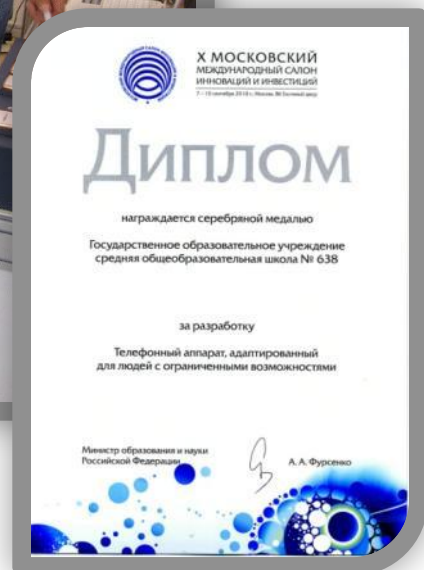 X МОСКОВСКИЙ
МЕЖДУНАРОДНЫЙ САЛОН
ИННОВАЦИЙ И ИНВЕСТИЦИЙ
Диплом
награждается серебряной медалью
Государственное образовательное учреждение
средняя общеобразовательная школа № 638
за разработку
Телефонный аппарат, адаптированный
для людей с ограниченными возможностями
Министр образования и науки
Российской Федерации
А. А. Фурсенко